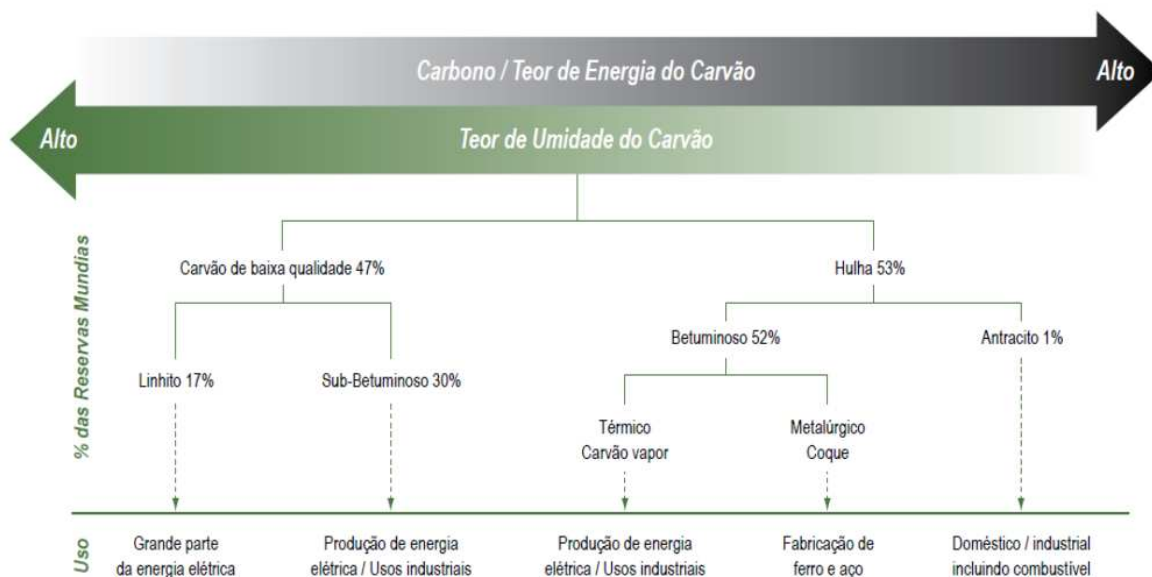 Carbono / Teor de Energia do Carvão
Alto
Alto
Teor de Umidade do Carvão
% das Reservas Mundias
Carvão de baixa qualidade 47%
Hulha 53%
Betuminoso 52%
Antracito 1%
Linhito 17%
Sub-Betuminoso 30%
Térmico
Carvão vapor
Metalúrgico
Coque
Uso
Grande parte
da energia elétrica
Produção de energia
elétrica / Usos industriais
Produção de energia
elétrica / Usos industriais
Fabricação de
ferro e aço
Doméstico / industrial
incluindo combustível